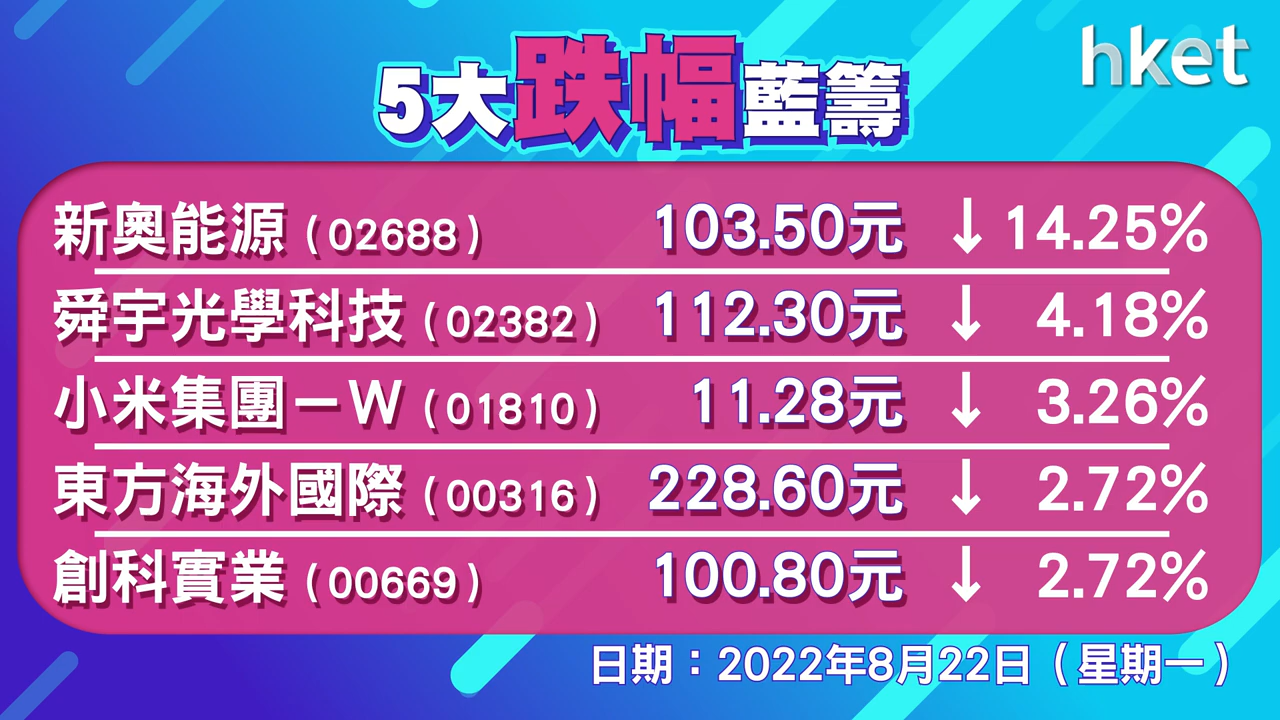 hket
5大跌幅藍籌
新奧能源（02688） 103.50元 ↓ 14.25%
舜宇光學科技（02382） 112.30元 ↓ 4.18%
小米集團－W（01810） 11.28元 ↓ 3.26%
東方海外國際（00316） 228.60元 ↓ 2.72%
創科實業（00669） 100.80元 ↓ 2.72%
日期：2022年8月22日（星期一）